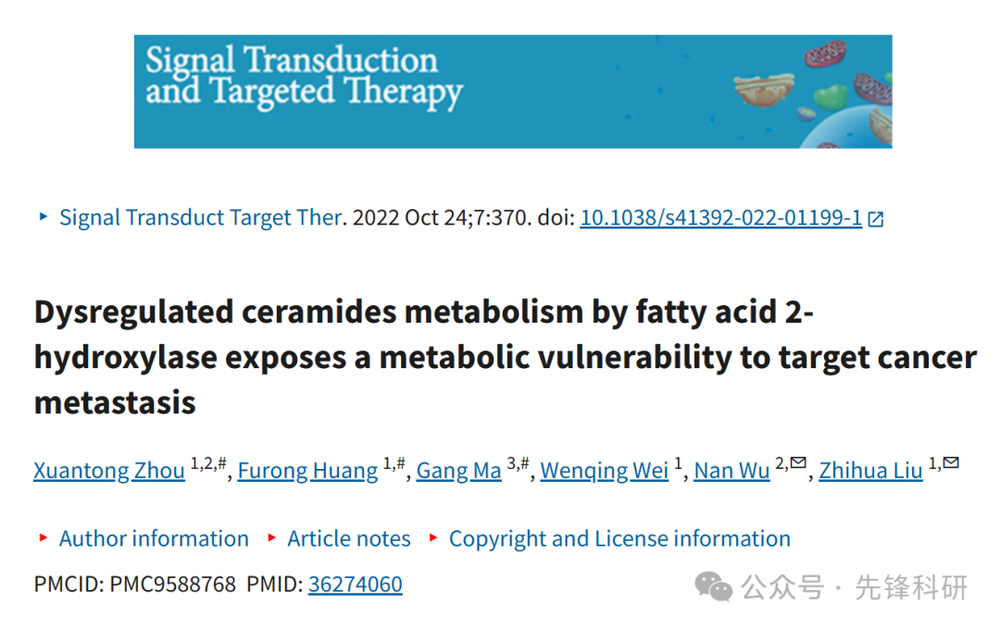 Signal Transduction
and Targeted Therapy
▸ Signal Transduct Target Ther. 2022 Oct 24;7:370. doi: 10.1038/s41392-022-01199-1
Dysregulated ceramides metabolism by fatty acid 2-
hydroxylase exposes a metabolic vulnerability to target cancer
metastasis
Xuantong Zhou 1,2,#, Furong Huang 1,#, Gang Ma 3,#, Wenqing Wei 1, Nan Wu 2,✉, Zhihua Liu 1,✉
▸ Author information ▸ Article notes ▸ Copyright and License information
PMCID: PMC9588768 PMID: 36274060
公众号 · 先锋科研